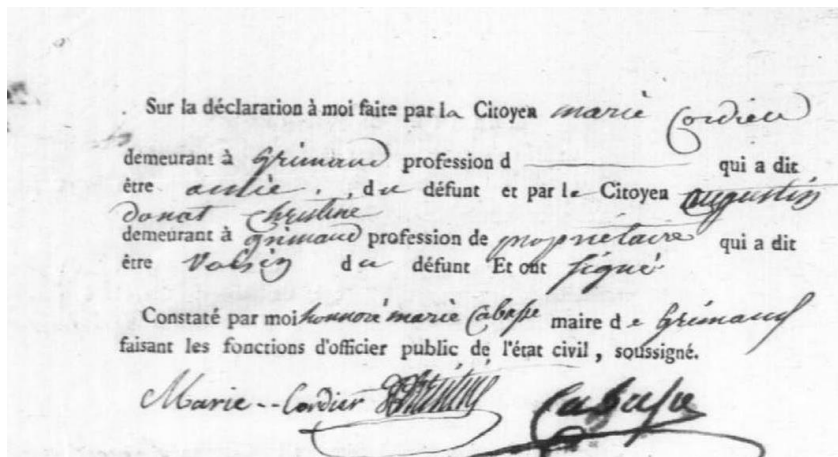 Sur la déclaration à moi faite par la Citoyen marie Cordier
demeurant à Grimaud profession d qui a dit
être amie du défunt et par le Citoyen augustin
donat Christine
demeurant à grimaud profession de propriétaire qui a dit
être Voisin du défunt Et ont signé
Constaté par moi honnoré marie Cabasse maire de Grimaud
faisant les fonctions d'officier public de l'état civil, soussigné.
Marie Cordier Christine Cabasse